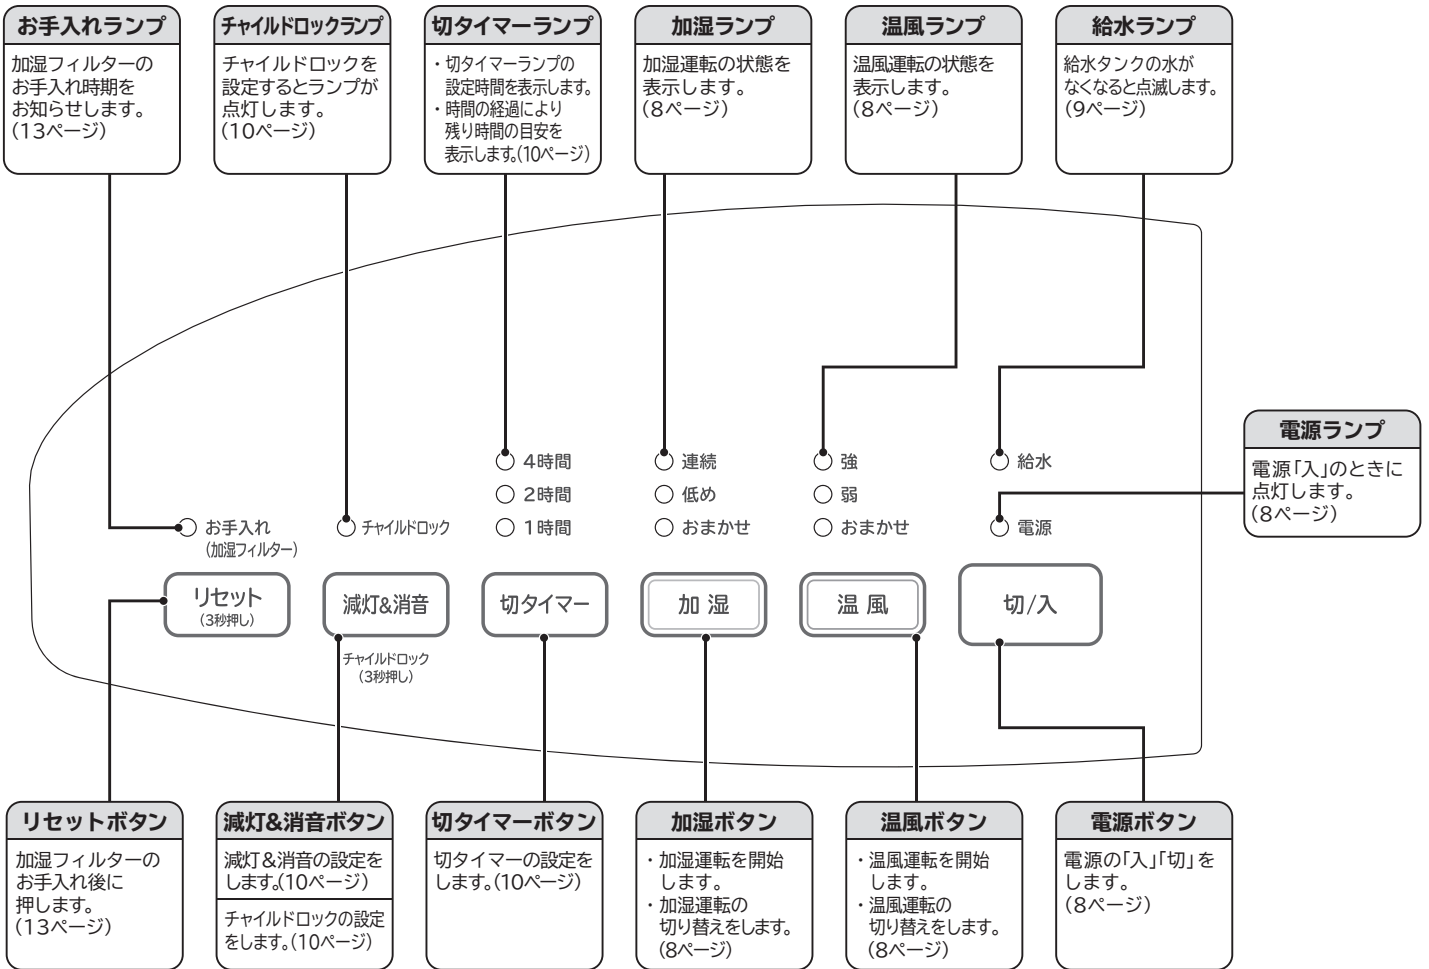 お手入れランプ
加湿フィルターの
お手入れ時期を
お知らせします。
(13ページ)
チャイルドロックランプ
チャイルドロックを
設定するとランプが
点灯します。
(10ページ)
切タイマーランプ
・切タイマーランプの
設定時間を表示します。
・時間の経過により
残り時間の目安を
表示します。(10ページ)
加湿ランプ
加湿運転の状態を
表示します。
(8ページ)
温風ランプ
温風運転の状態を
表示します。
(8ページ)
給水ランプ
給水タンクの水が
なくなると点滅します。
(9ページ)
電源ランプ
電源「入」のときに
点灯します。
(8ページ)
4時間
連続
強
給水
2時間
低め
弱
お手入れ
(加湿フィルター)
チャイルドロック
1時間
おまかせ
おまかせ
電源
リセット
(3秒押し)
減灯&消音
切タイマー
加湿
温風
切/入
チャイルドロック
(3秒押し)
リセットボタン
加湿フィルターの
お手入れ後に
押します。
(13ページ)
減灯&消音ボタン
減灯&消音の設定を
します。(10ページ)
チャイルドロックの設定
をします。(10ページ)
切タイマーボタン
切タイマーの設定を
します。(10ページ)
加湿ボタン
・加湿運転を開始
します。
・加湿運転の
切り替えをします。
(8ページ)
温風ボタン
・温風運転を開始
します。
・温風運転の
切り替えをします。
(8ページ)
電源ボタン
電源の「入」「切」を
します。
(8ページ)